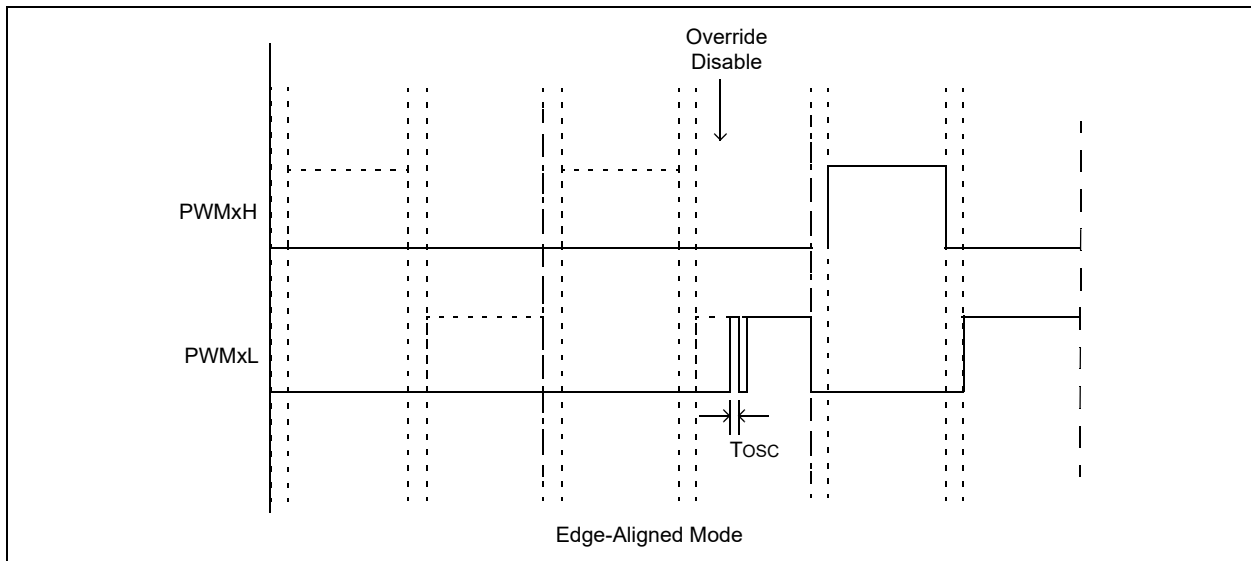 Override
Disable
PWMxH
PWMxL
TOSC
Edge-Aligned Mode